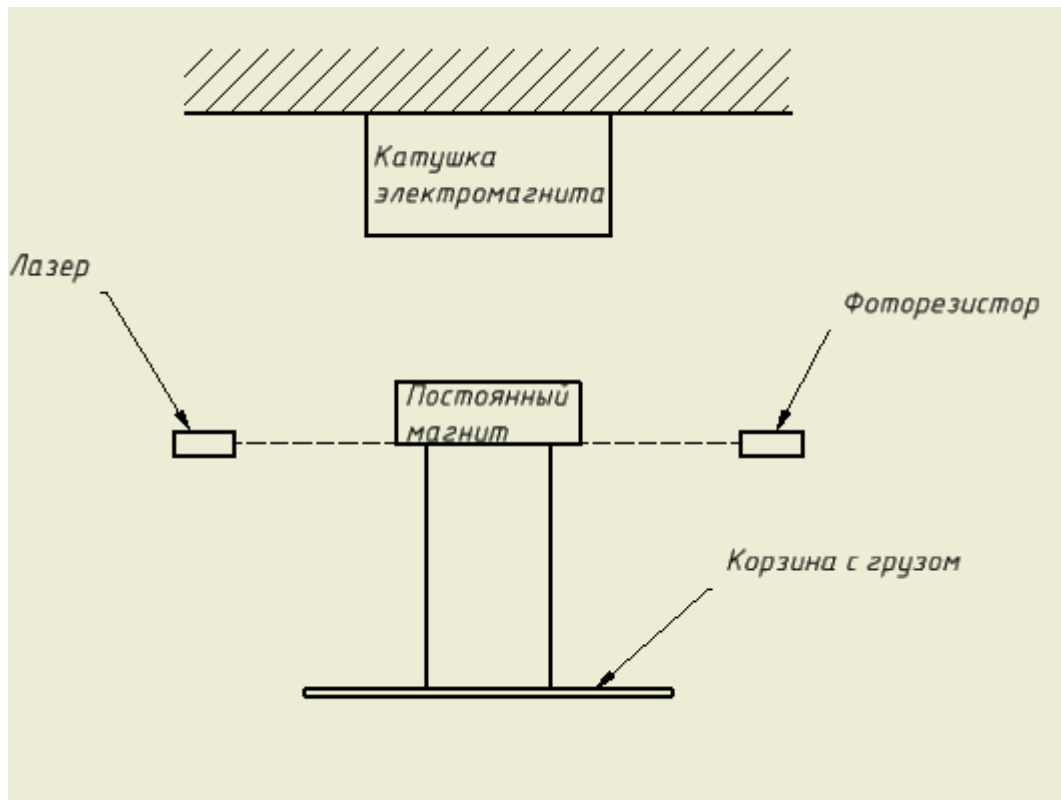 Катушка
электромагнита
Лазер
Фоторезистор
Постоянный
магнит
Корзина с грузом